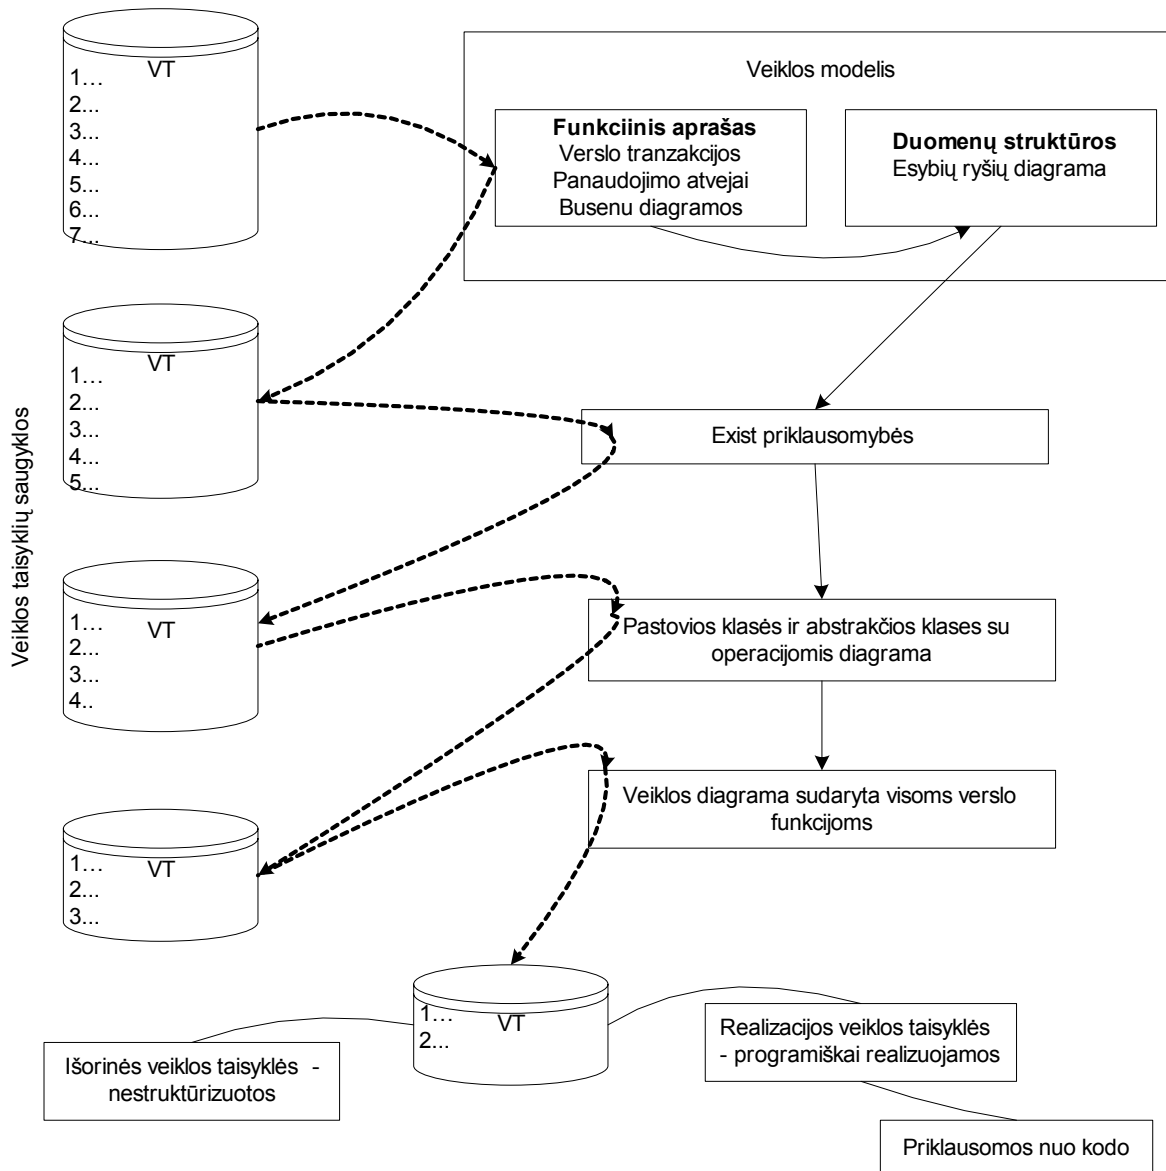 VT
1...
2...
3...
4...
5...
6...
7...
Veiklos modelis
Funkciinis aprašas
Verslo tranzakcijos
Panaudojimo atvejai
Busenu diagramos
Duomenų struktūros
Esybių ryšių diagrama
Veiklos taisyklių saugyklos
VT
1...
2...
3...
4...
5...
Exist priklausomybės
VT
1...
2...
3...
4..
Pastovios klasės ir abstrakčios klases su
operacijomis diagrama
Veiklos diagrama sudaryta visoms verslo
funkcijoms
VT
1...
2...
3...
VT
1...
2...
Išorinės veiklos taisyklės -
nestruktūrizuotos
Realizacijos veiklos taisyklės
- programiškai realizuojamos
Priklausomos nuo kodo